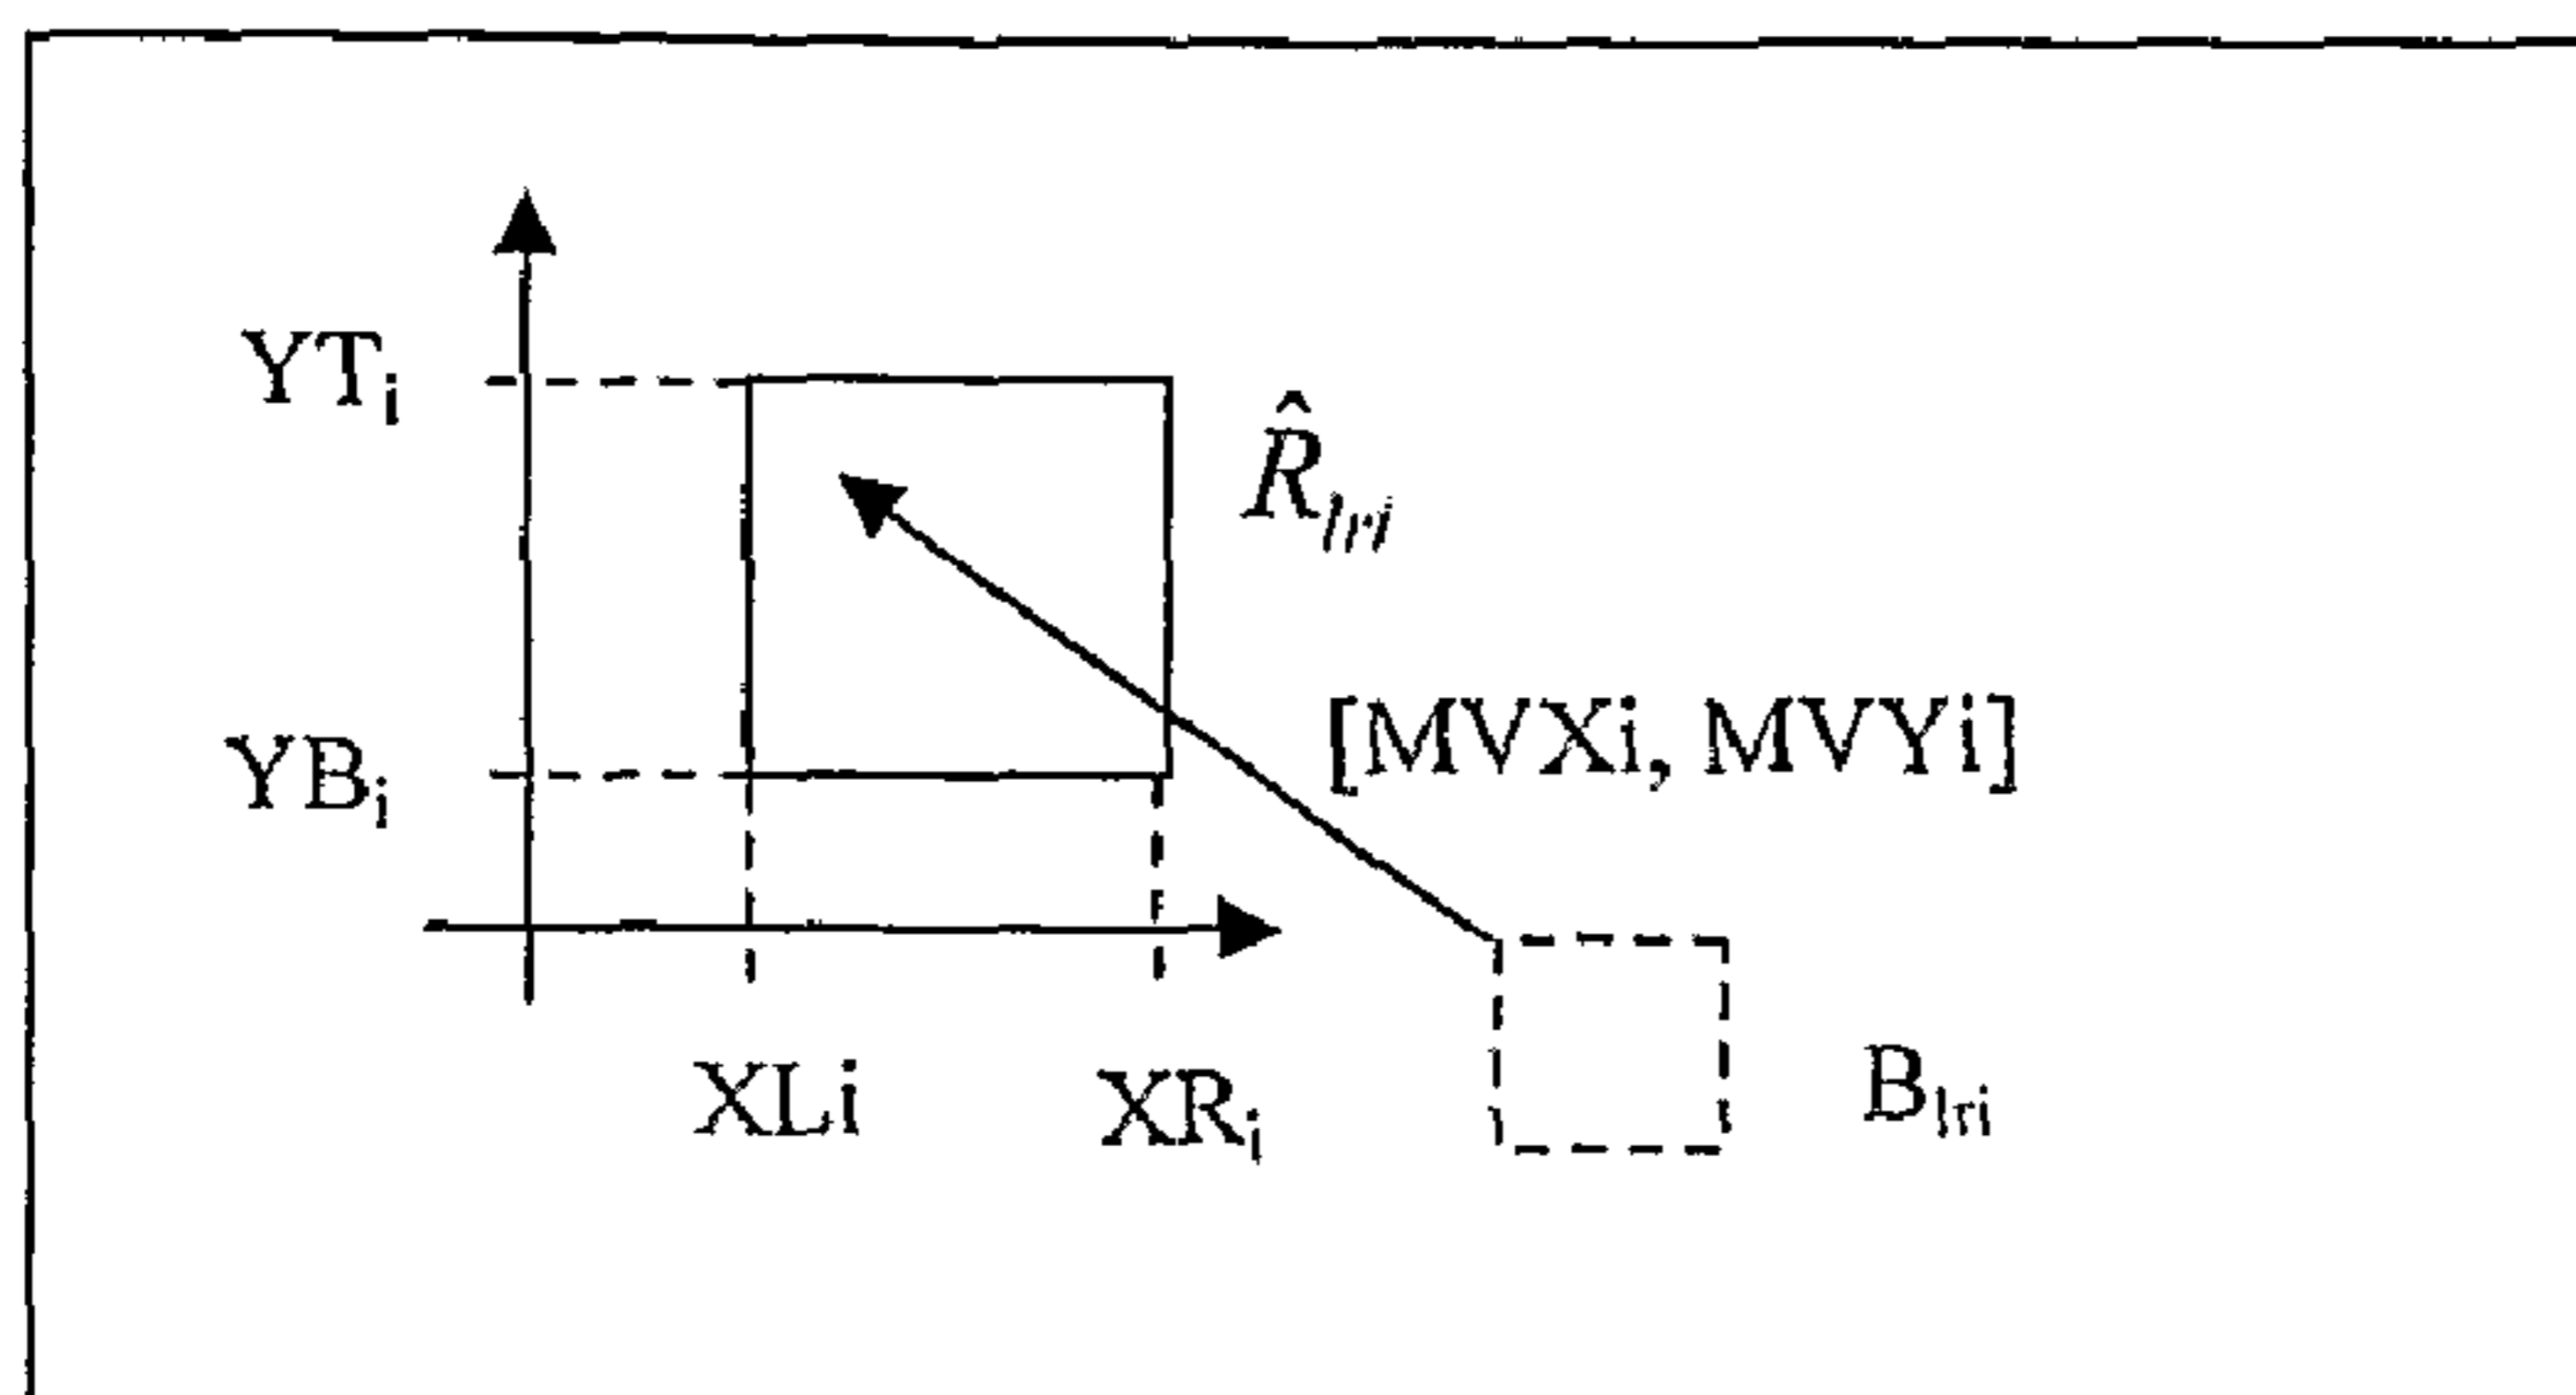 YTᵢ
R̂ₗᵣᵢ
[MVXi, MVYi]
YBᵢ
XLi
XRᵢ
Bₗᵣᵢ